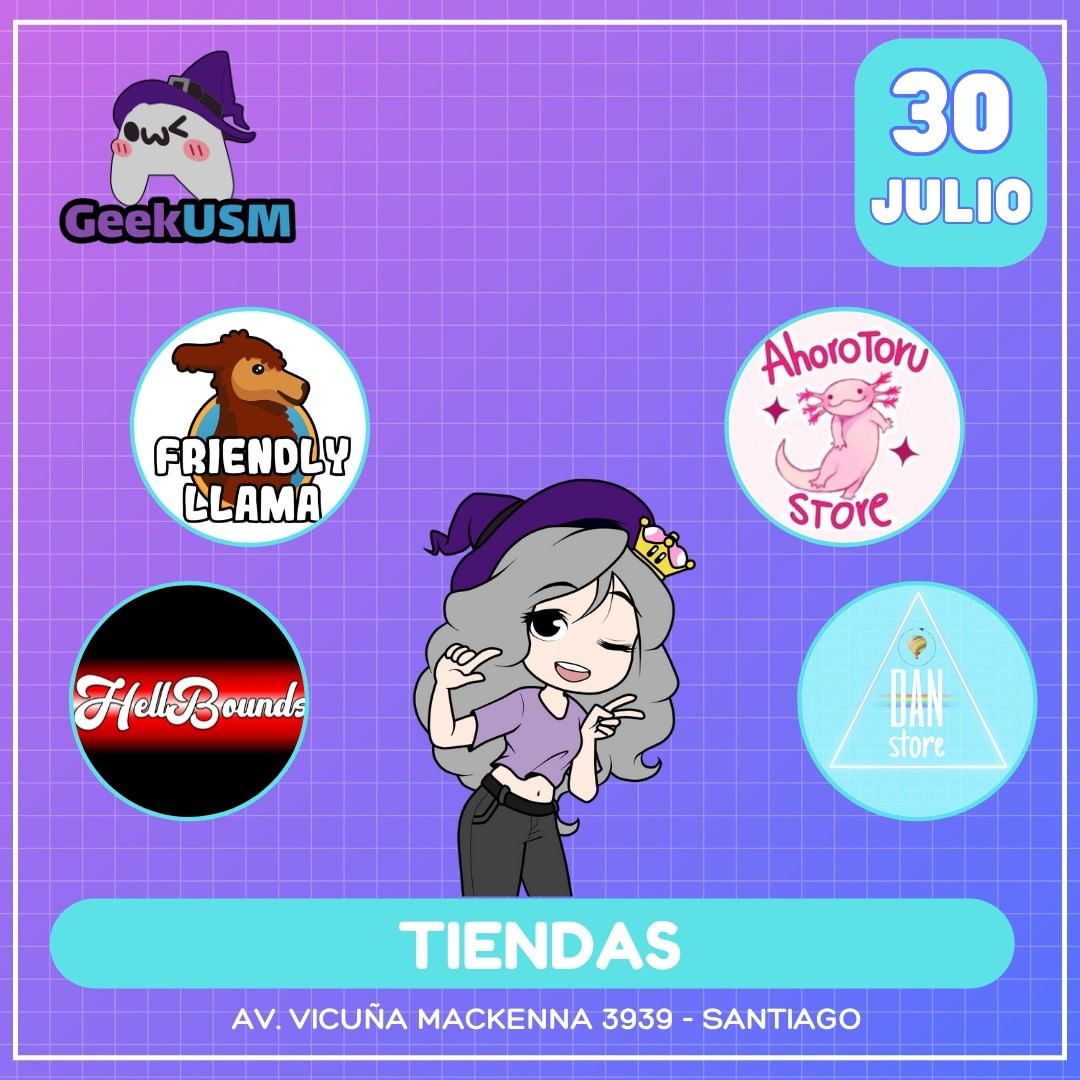 GeekUSM
30
JULIO
FRIENDLY
LLAMA
AhoroToru
STore
HellBounds
DAN
store
TIENDAS
AV. VICUÑA MACKENNA 3939 - SANTIAGO